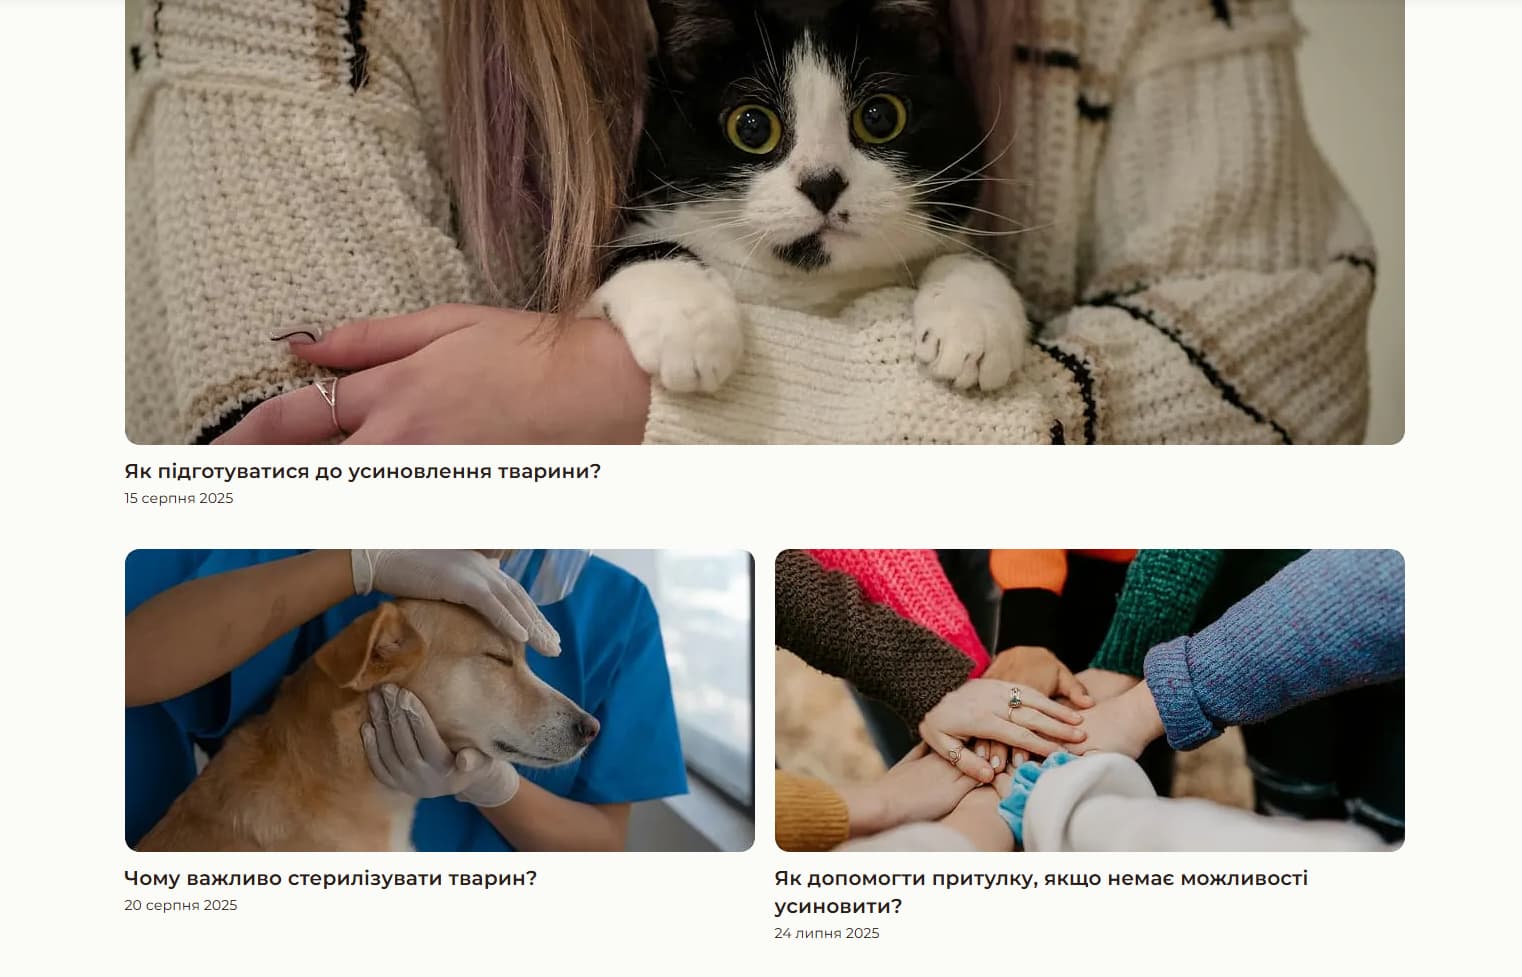 Як підготуватися до усиновлення тварини?
15 серпня 2025
Чому важливо стерилізувати тварин?
20 серпня 2025
Як допомогти притулку, якщо немає можливості
усиновити?
24 липня 2025